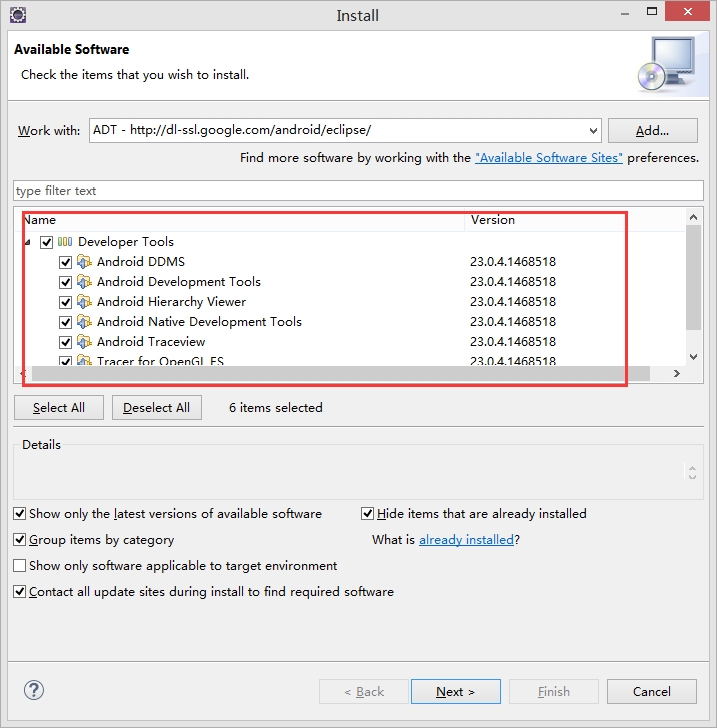 Install
Available Software
Check the items that you wish to install.
Work with: ADT - http://dl-ssl.google.com/android/eclipse/ Add...
Find more software by working with the "Available Software Sites" preferences.
type filter text
Name Version
Developer Tools
Android DDMS 23.0.4.1468518
Android Development Tools 23.0.4.1468518
Android Hierarchy Viewer 23.0.4.1468518
Android Native Development Tools 23.0.4.1468518
Android Traceview 23.0.4.1468518
Tracer for OpenGL ES 23.0.4.1468518
Select All Deselect All 6 items selected
Details
Show only the latest versions of available software Hide items that are already installed
Group items by category What is already installed?
Show only software applicable to target environment
Contact all update sites during install to find required software
? < Back Next > Finish Cancel